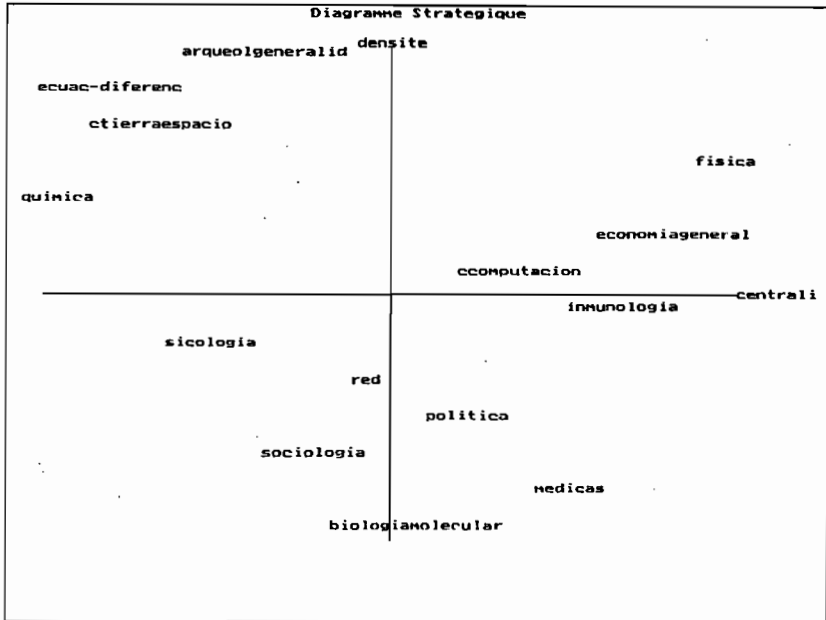 Diagramme Strategique
densite
arqueolgeneralid
ecuac-diferenc
ctierraespacio
fisica
quimica
economiageneral
ccomputacion
centrali
inmunologia
sicologia
red
politica
sociologia
medicas
biologiamolecular